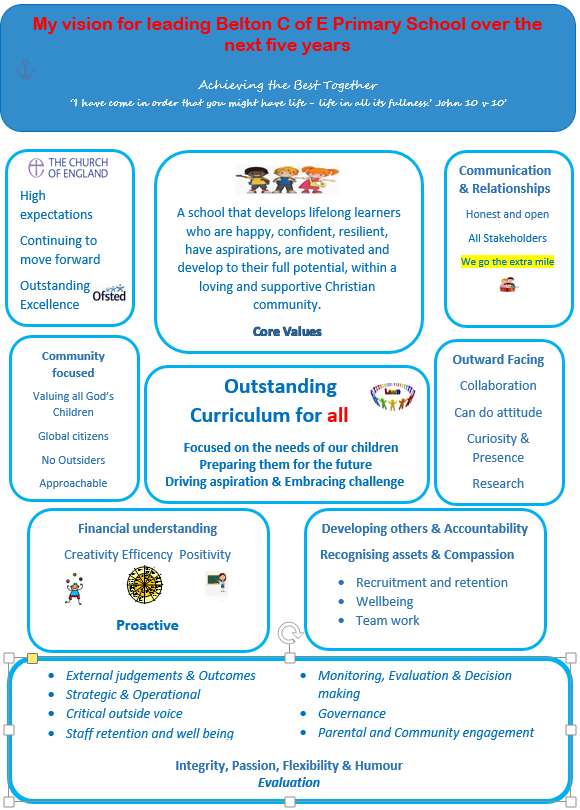 My vision for leading Belton C of E Primary School over the
next five years
Achieving the Best Together
'I have come in order that you might have life - life in all its fullness.' John 10 v 10'
THE CHURCH
OF ENGLAND
High
expectations
Continuing to
move forward
Outstanding
Excellence
Ofsted
A school that develops lifelong learners
who are happy, confident, resilient,
have aspirations, are motivated and
develop to their full potential, within a
loving and supportive Christian
community.
Core Values
Communication
& Relationships
Honest and open
All Stakeholders
We go the extra mile
Community
focused
Valuing all God's
Children
Global citizens
No Outsiders
Approachable
Outstanding
Curriculum for all
Focused on the needs of our children
Preparing them for the future
Driving aspiration & Embracing challenge
Outward Facing
Collaboration
Can do attitude
Curiosity &
Presence
Research
Financial understanding
Creativity Efficency Positivity
Proactive
Developing others & Accountability
Recognising assets & Compassion
• Recruitment and retention
• Wellbeing
• Team work
• External judgements & Outcomes
• Strategic & Operational
• Critical outside voice
• Staff retention and well being
• Monitoring, Evaluation & Decision
making
• Governance
• Parental and Community engagement
Integrity, Passion, Flexibility & Humour
Evaluation